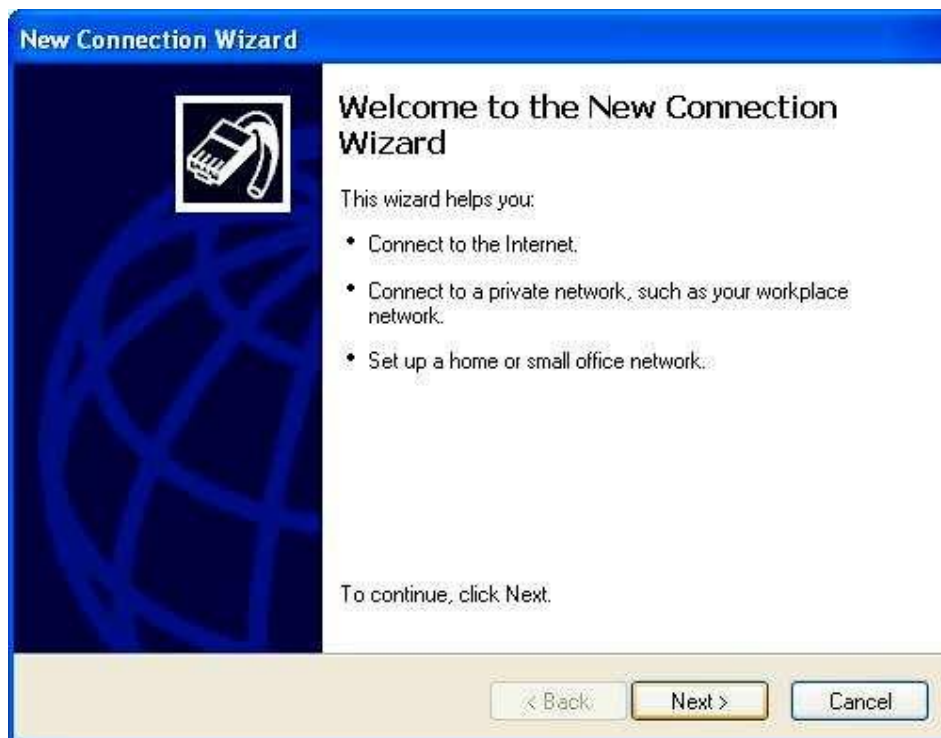 New Connection Wizard
Welcome to the New Connection
Wizard
This wizard helps you:
• Connect to the Internet.
• Connect to a private network, such as your workplace
network.
• Set up a home or small office network.
To continue, click Next.
< Back Next > Cancel